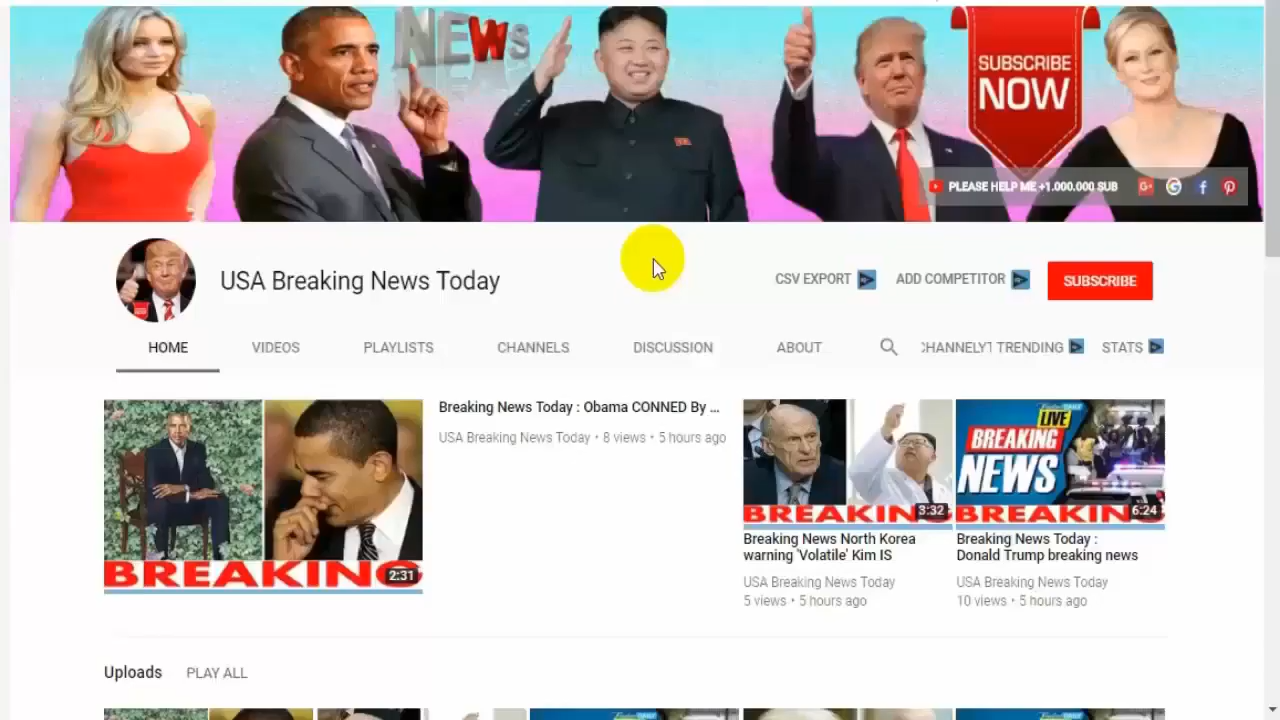 NEWS
SUBSCRIBE
NOW
PLEASE HELP ME +1.000.000 SUB
USA Breaking News Today
CSV EXPORT
ADD COMPETITOR
SUBSCRIBE
HOME
VIDEOS
PLAYLISTS
CHANNELS
DISCUSSION
ABOUT
TRENDING
STATS
BREAKING
2:31
Breaking News Today : Obama CONNED By ...
USA Breaking News Today • 8 views • 5 hours ago
BREAKIN
3:32
Breaking News North Korea
warning 'Volatile' Kim IS
USA Breaking News Today
5 views • 5 hours ago
LIVE
BREAKING
NEWS
BREAKIN
6:24
Breaking News Today :
Donald Trump breaking news
USA Breaking News Today
10 views • 5 hours ago
Uploads
PLAY ALL